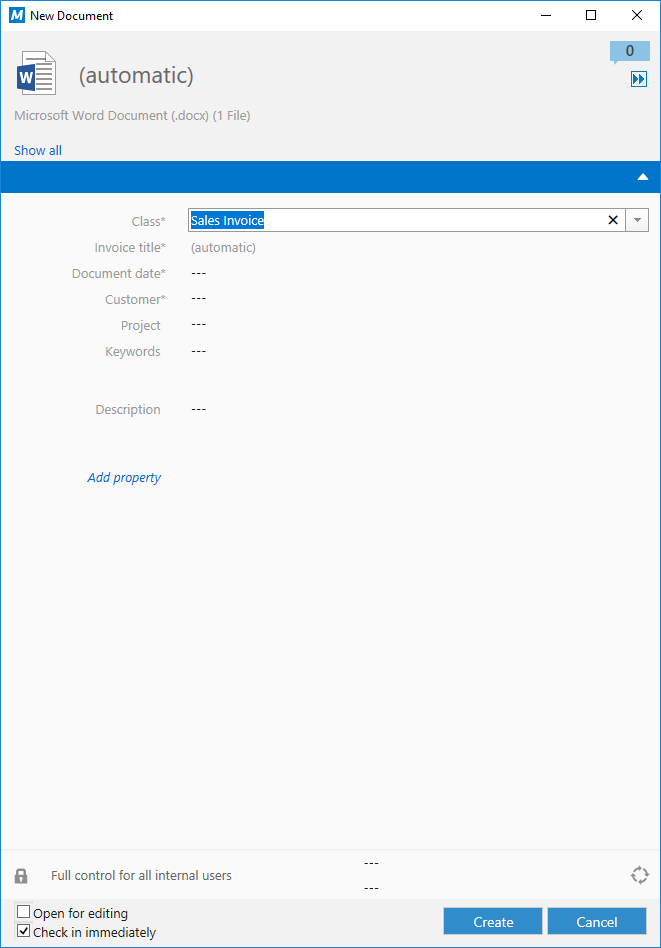 M New Document
0
W
(automatic)
Microsoft Word Document (.docx) (1 File)
Show all
Class* Sales Invoice
Invoice title* (automatic)
Document date* ---
Customer* ---
Project ---
Keywords ---
Description ---
Add property
---
Full control for all internal users
---
Open for editing
Check in immediately
Create Cancel